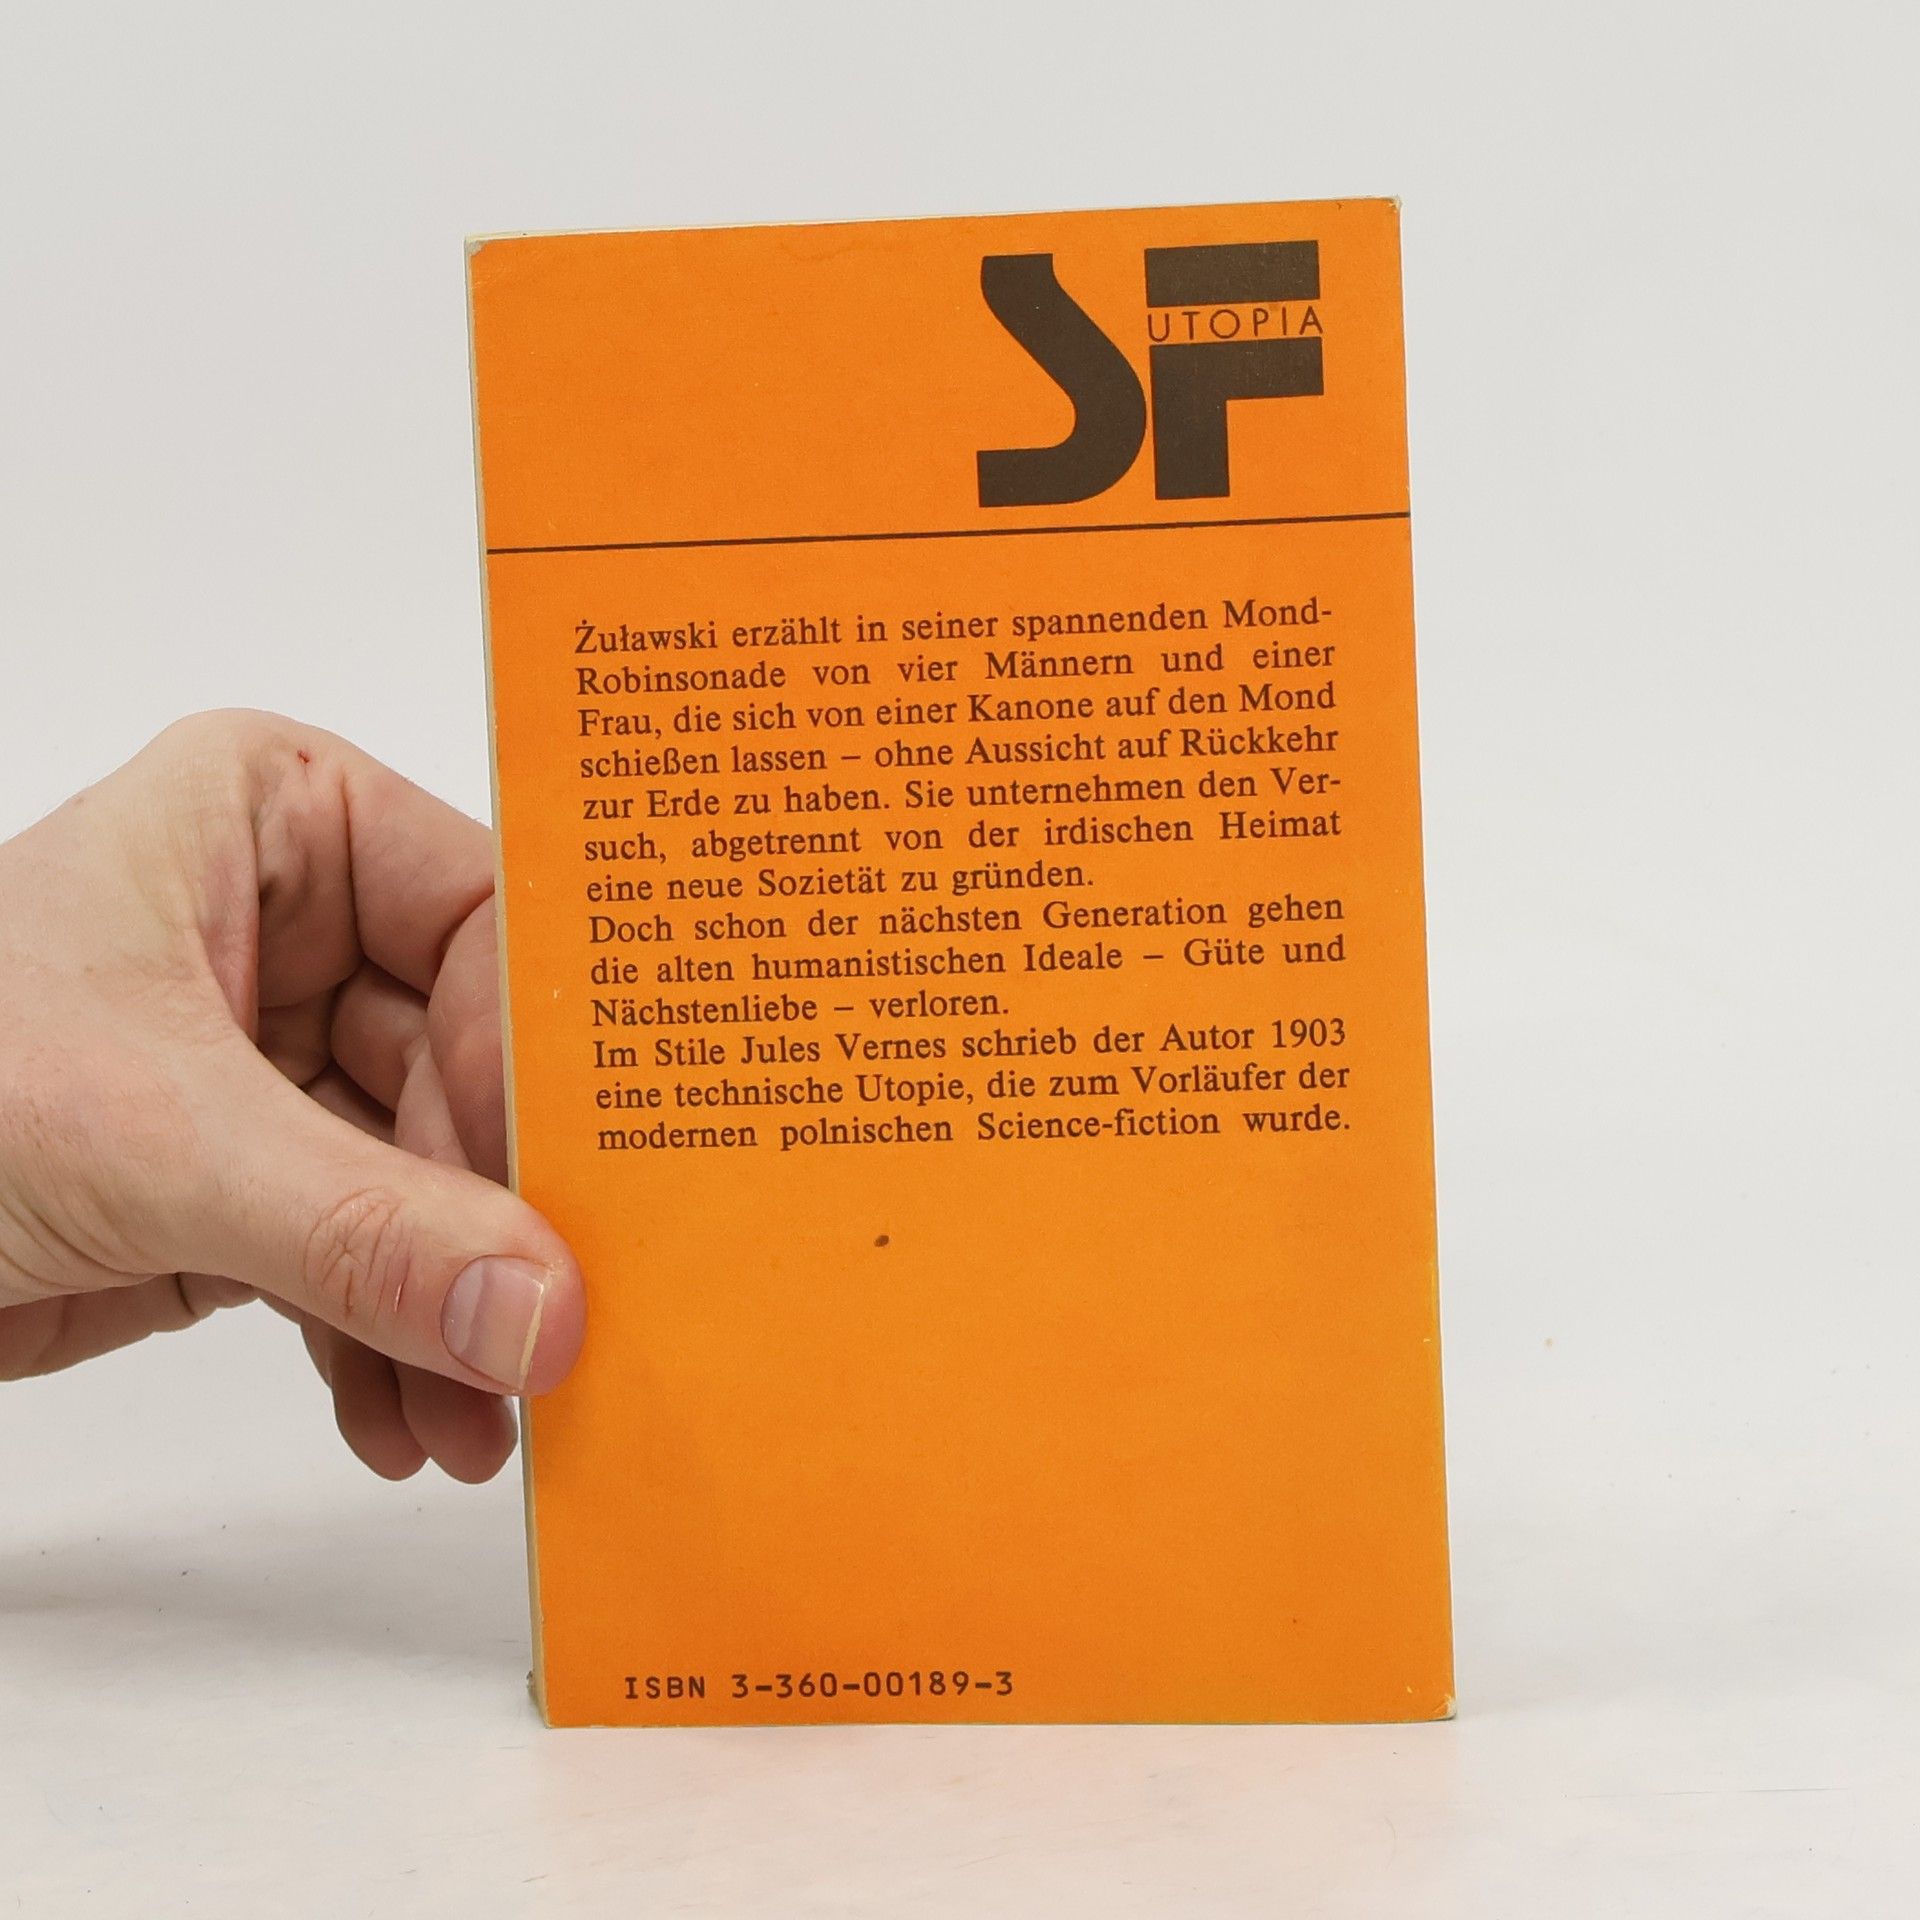 SF
UTOPIA
Żuławski erzählt in seiner spannenden Mond-
Robinsonade von vier Männern und einer
Frau, die sich von einer Kanone auf den Mond
schießen lassen – ohne Aussicht auf Rückkehr
zur Erde zu haben. Sie unternehmen den Ver-
such, abgetrennt von der irdischen Heimat
eine neue Sozietät zu gründen.
Doch schon der nächsten Generation gehen
die alten humanistischen Ideale – Güte und
Nächstenliebe – verloren.
Im Stile Jules Vernes schrieb der Autor 1903
eine technische Utopie, die zum Vorläufer der
modernen polnischen Science-fiction wurde.
ISBN 3-360-00189-3